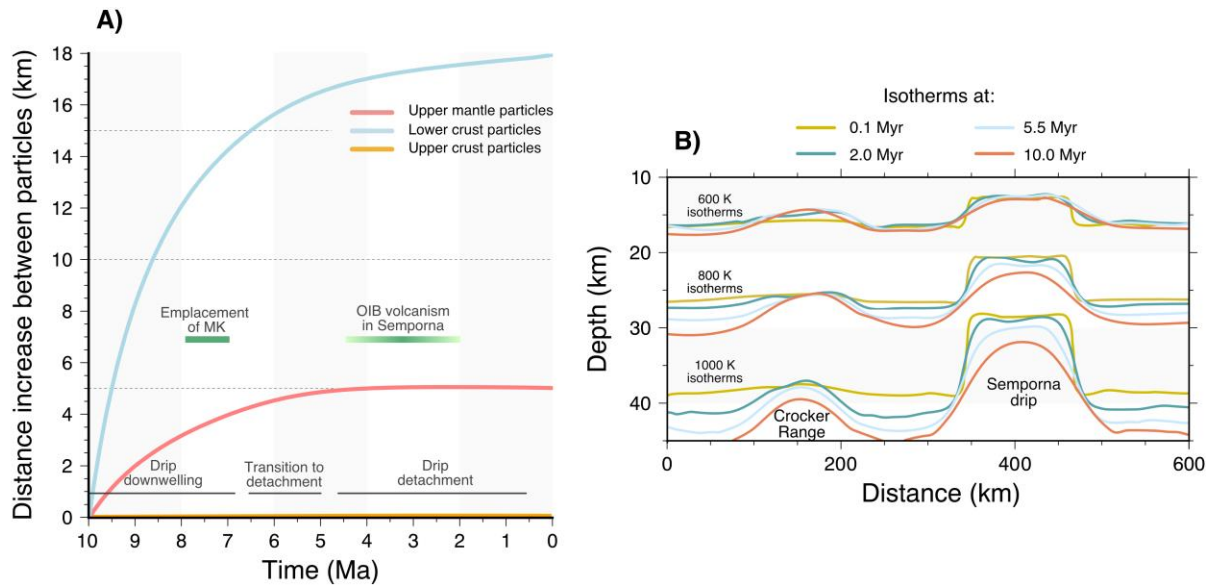 A)
Distance increase between particles (km)
18
16
14
12
10
8
6
4
2
0
Upper mantle particles
Lower crust particles
Upper crust particles
Emplacement
of MK
OIB volcanism
in Semporna
Drip
downwelling
Transition to
detachment
Drip
detachment
10 9 8 7 6 5 4 3 2 1 0
Time (Ma)
B)
Isotherms at:
0.1 Myr
5.5 Myr
2.0 Myr
10.0 Myr
Depth (km)
10
20
30
40
600 K
isotherms
800 K
isotherms
1000 K
isotherms
Crocker
Range
Semporna
drip
0 200 400 600
Distance (km)